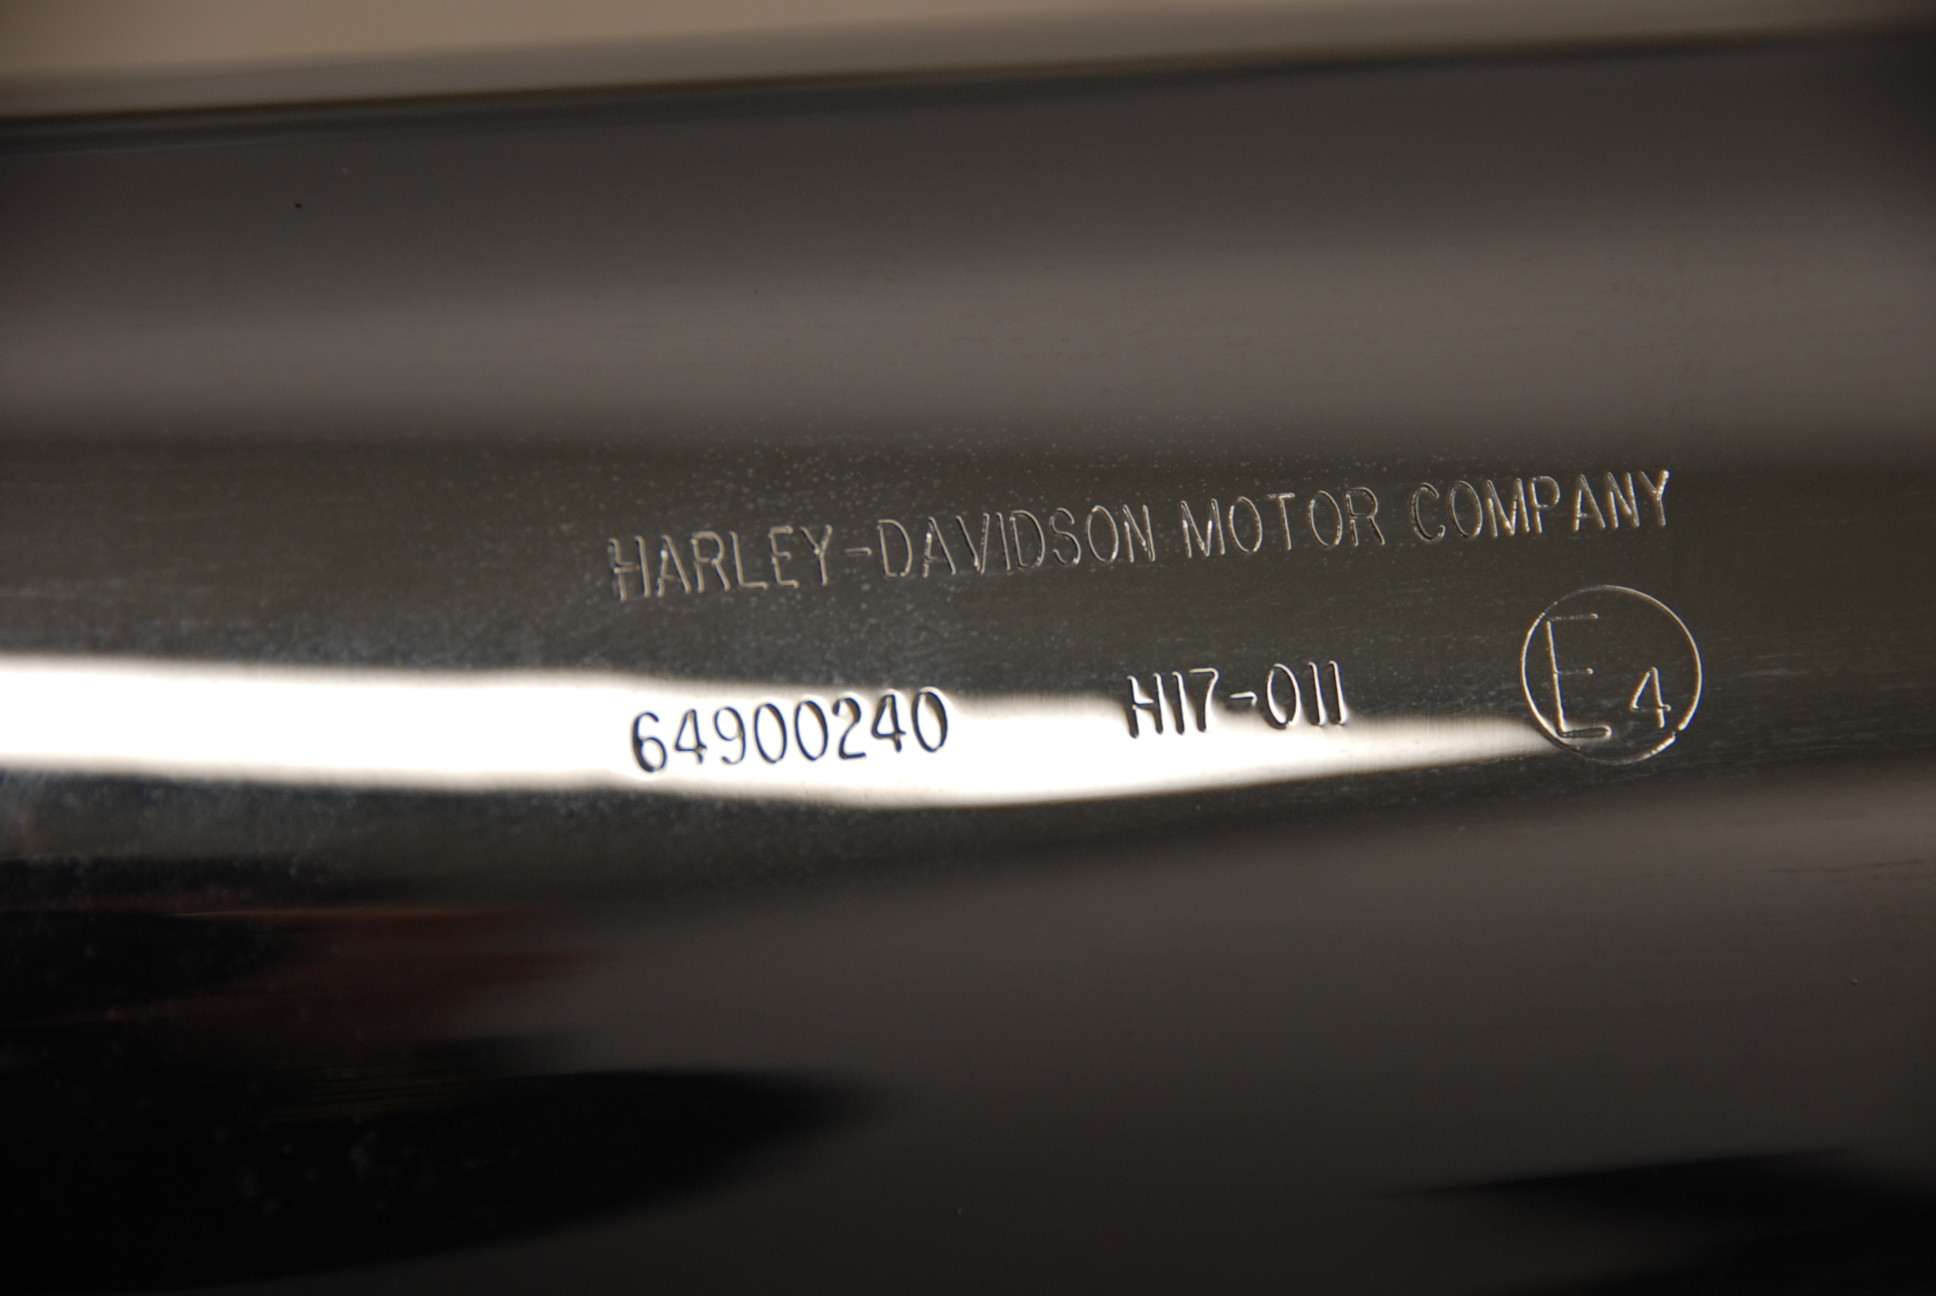 HARLEY-DAVIDSON MOTOR COMPANY
64900240 H17-011 E4